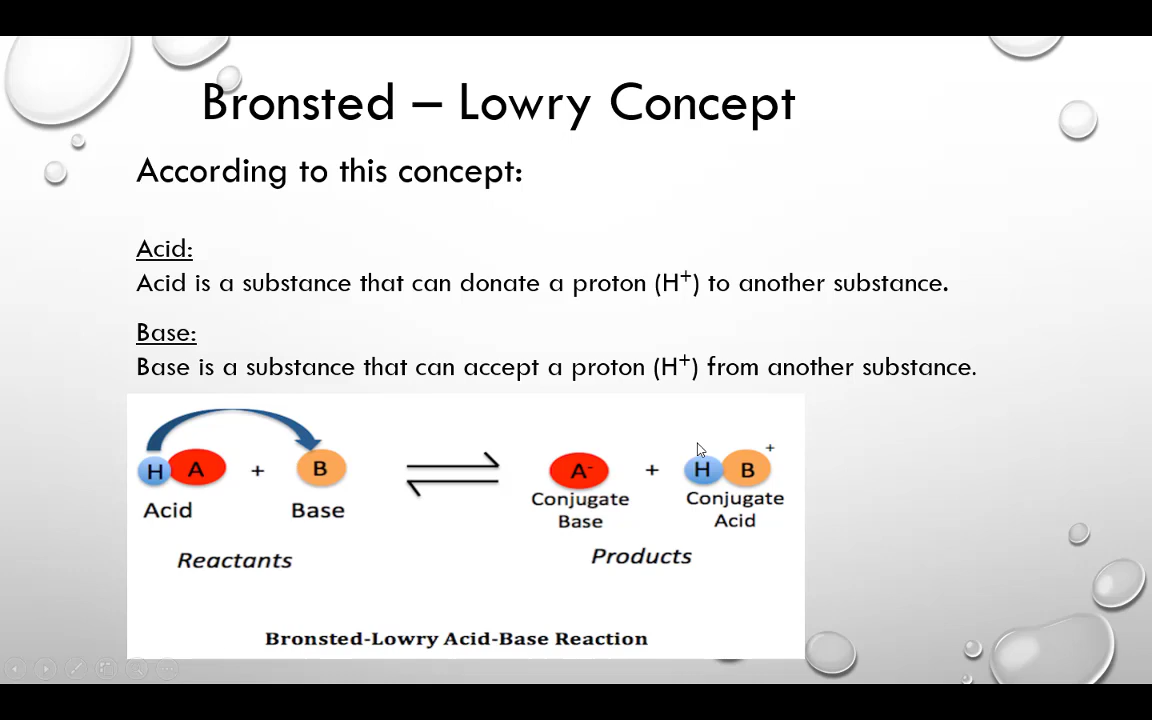 Bronsted – Lowry Concept
According to this concept:
Acid:
Acid is a substance that can donate a proton (H⁺) to another substance.
Base:
Base is a substance that can accept a proton (H⁺) from another substance.
H A + B ⇌ A⁻ + H B ⁺
Acid Base Conjugate Base Conjugate Acid
Reactants Products
Bronsted-Lowry Acid-Base Reaction